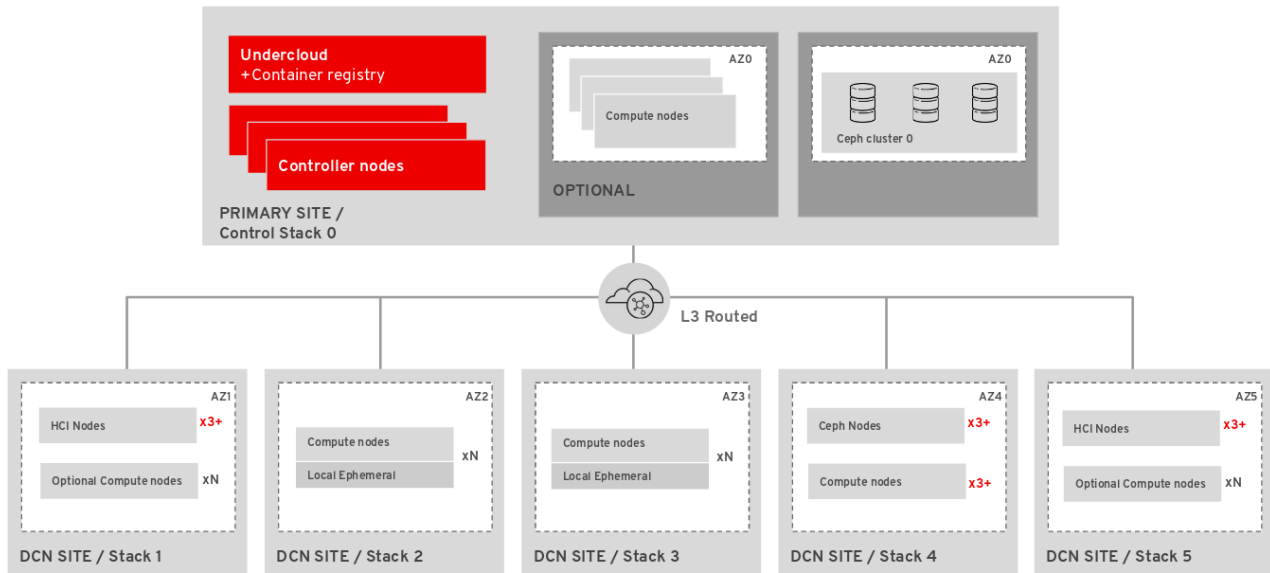 Undercloud
+Container registry
Controller nodes
PRIMARY SITE /
Control Stack 0
AZ0
Compute nodes
OPTIONAL
AZ0
Ceph cluster 0
L3 Routed
AZ1
HCI Nodes
x3+
Optional Compute nodes
xN
DCN SITE / Stack 1
AZ2
Compute nodes
Local Ephemeral
xN
DCN SITE / Stack 2
AZ3
Compute nodes
Local Ephemeral
xN
DCN SITE / Stack 3
AZ4
Ceph Nodes
x3+
Compute nodes
x3+
DCN SITE / Stack 4
AZ5
HCI Nodes
x3+
Optional Compute nodes
xN
DCN SITE / Stack 5